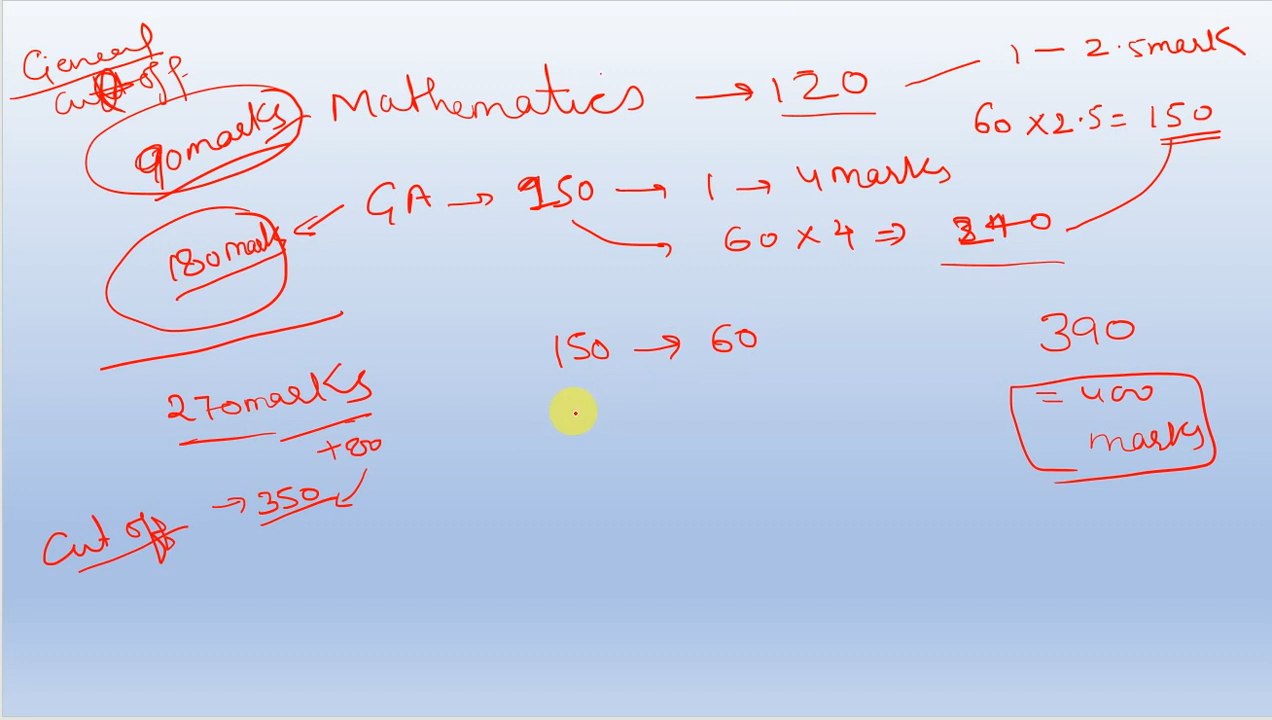 General
cut off
90 marks
Mathematics → 120
1 - 2.5 mark
60 × 2.5 = 150
GA → 150 → 1 → 4 marks
180 mark
60 × 4 ⇒ 240
150 → 60
390
= 400
marks
270 marks
+80
Cut off → 350